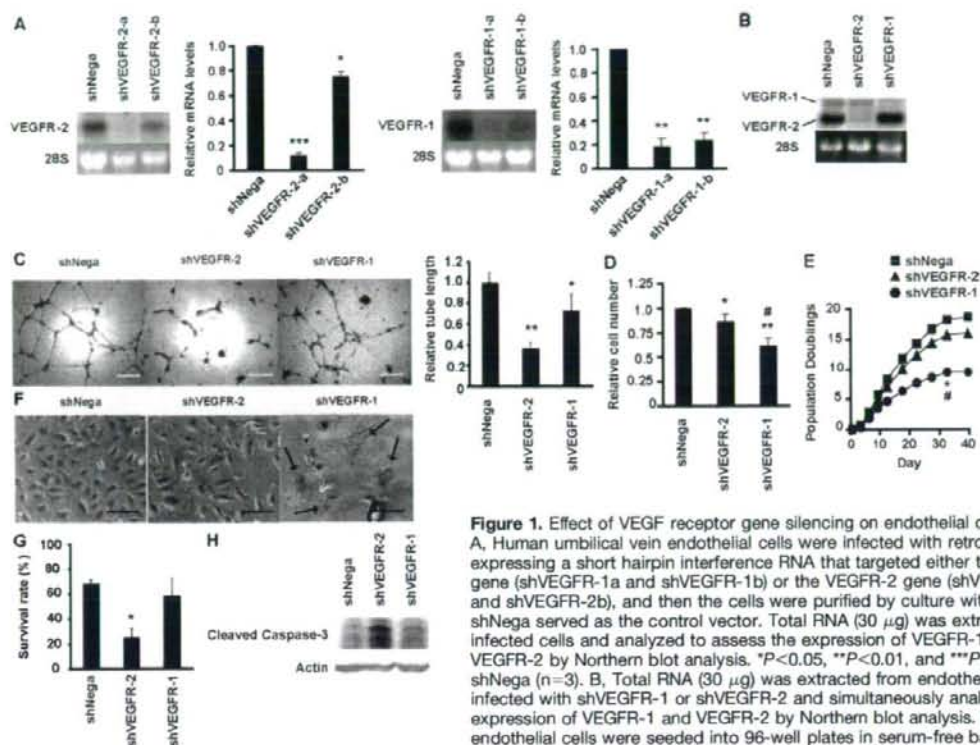 A
shNega
shVEGFR-2-a
shVEGFR-2-b
VEGFR-2
28S
Relative mRNA levels
1.0
0.8
0.6
0.4
0.2
***
*
shNega
shVEGFR-2-a
shVEGFR-2-b
shNega
shVEGFR-1-a
shVEGFR-1-b
VEGFR-1
28S
Relative mRNA levels
1.0
0.8
0.6
0.4
0.2
**
**
shNega
shVEGFR-1-a
shVEGFR-1-b
B
shNega
shVEGFR-2
shVEGFR-1
VEGFR-1
VEGFR-2
28S
C
shNega
shVEGFR-2
shVEGFR-1
Relative tube length
1.2
1.0
0.8
0.6
0.4
0.2
0
**
*
shNega
shVEGFR-2
shVEGFR-1
D
Relative cell number
1.25
1.0
0.75
0.50
0.25
0
*
#
**
shNega
shVEGFR-2
shVEGFR-1
E
shNega
shVEGFR-2
shVEGFR-1
Population Doublings
20
15
10
5
0
0
10
20
30
40
Day
*
#
F
shNega
shVEGFR-2
shVEGFR-1
G
Survival rate (%)
80
60
40
20
0
*
shNega
shVEGFR-2
shVEGFR-1
H
shNega
shVEGFR-2
shVEGFR-1
Cleaved Caspase-3
Actin
Figure 1. Effect of VEGF receptor gene silencing on endothelial c
A, Human umbilical vein endothelial cells were infected with retro
expressing a short hairpin interference RNA that targeted either t
gene (shVEGFR-1a and shVEGFR-1b) or the VEGFR-2 gene (shV
and shVEGFR-2b), and then the cells were purified by culture wit
shNega served as the control vector. Total RNA (30 μg) was extr
infected cells and analyzed to assess the expression of VEGFR-1
VEGFR-2 by Northern blot analysis. *P<0.05, **P<0.01, and ***P
shNega (n=3). B, Total RNA (30 μg) was extracted from endothe
infected with shVEGFR-1 or shVEGFR-2 and simultaneously anal
expression of VEGFR-1 and VEGFR-2 by Northern blot analysis.
endothelial cells were seeded into 96-well plates in serum-free b